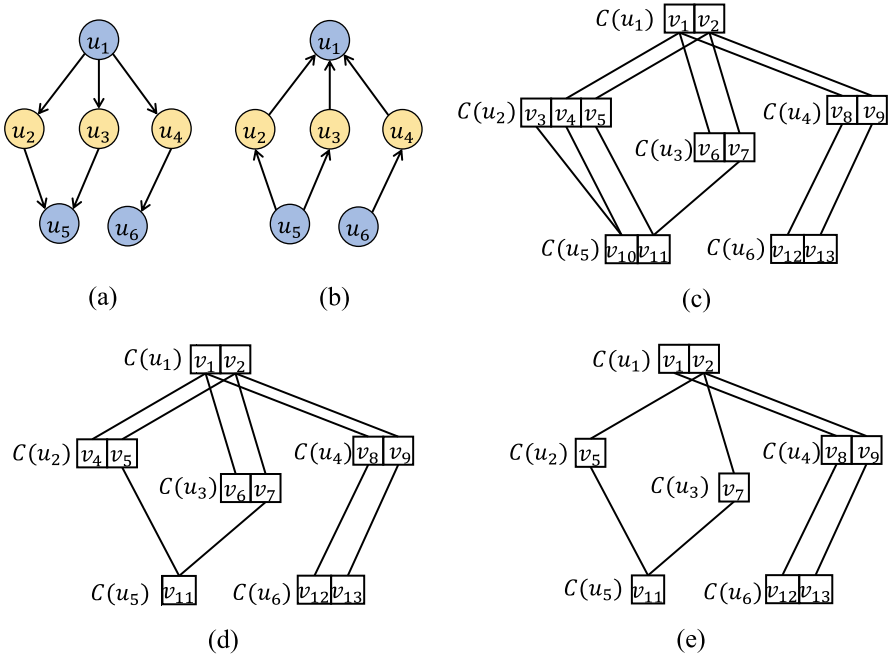 u₁ u₁ C(u₁) v₁ v₂
u₂ u₃ u₄ u₂ u₃ u₄ C(u₂) v₃ v₄ v₅ C(u₄) v₈ v₉
C(u₃) v₆ v₇
u₅ u₆ u₅ u₆ C(u₅) v₁₀ v₁₁ C(u₆) v₁₂ v₁₃
(a) (b) (c)
C(u₁) v₁ v₂ C(u₁) v₁ v₂
C(u₂) v₄ v₅ C(u₄) v₈ v₉ C(u₂) v₅ C(u₄) v₈ v₉
C(u₃) v₆ v₇ C(u₃) v₇
C(u₅) v₁₁ C(u₆) v₁₂ v₁₃ C(u₅) v₁₁ C(u₆) v₁₂ v₁₃
(d) (e)